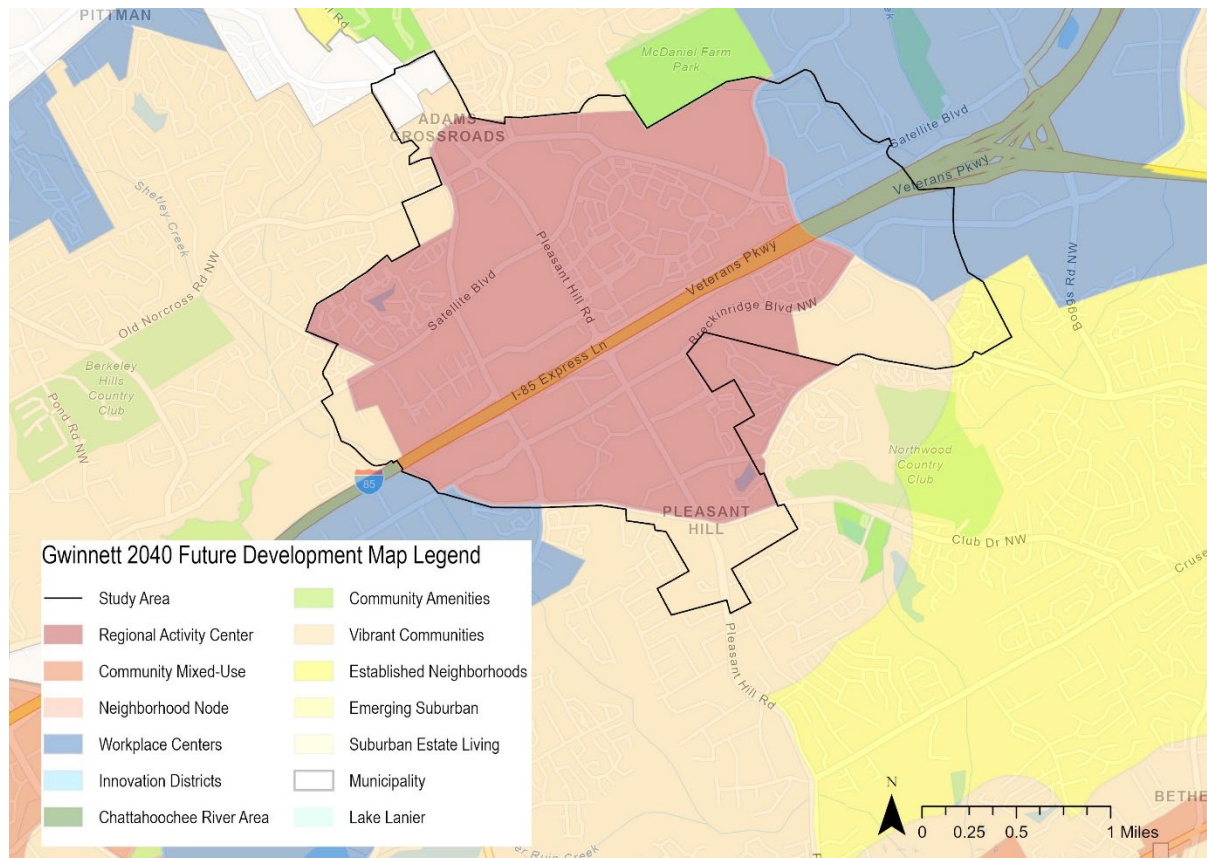 PITTMAN
McDaniel Farm
Park
ADAMS
CROSSROADS
Satellite Blvd
Veterans Pkwy
Shetley Creek
Old Norcross Rd NW
Pleasant Hill Rd
Veterans Pkwy
Satellite Blvd
Breckinridge Blvd NW
Boggs Rd NW
I-85 Express Ln
Berkeley
Hills
Country
Club
Pond Rd NW
Northwood
Country
Club
85
PLEASANT
HILL
Club Dr NW
Pleasant Hill Rd
Gwinnett 2040 Future Development Map Legend
Study Area
Regional Activity Center
Community Mixed-Use
Neighborhood Node
Workplace Centers
Innovation Districts
Chattahoochee River Area
Community Amenities
Vibrant Communities
Established Neighborhoods
Emerging Suburban
Suburban Estate Living
Municipality
Lake Lanier
N
0 0.25 0.5 1 Miles
BETHE